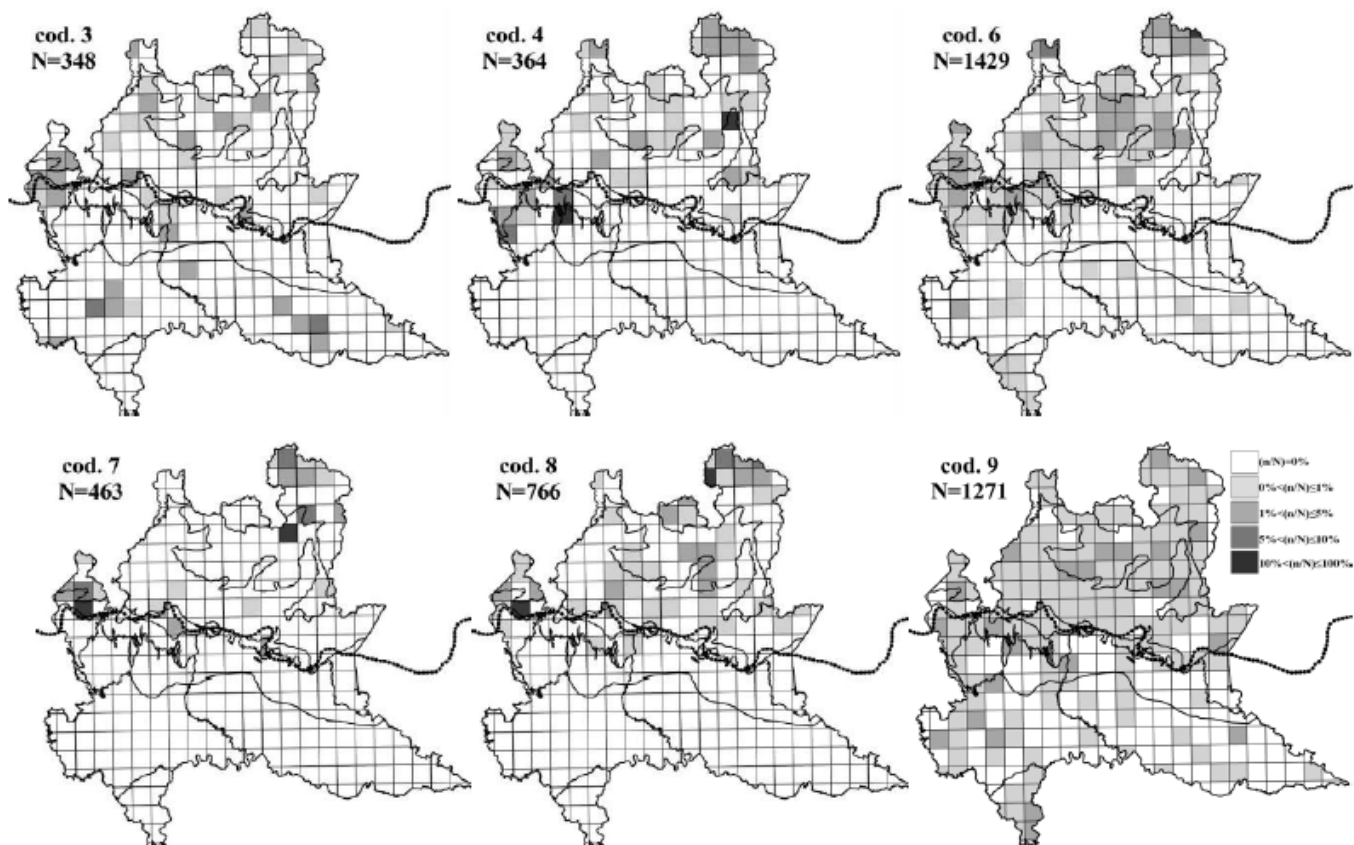 cod. 3
N=348
cod. 4
N=364
cod. 6
N=1429
cod. 7
N=463
cod. 8
N=766
cod. 9
N=1271
(n/N)=0%
0%<(n/N)≤1%
1%<(n/N)≤5%
5%<(n/N)≤10%
10%<(n/N)≤100%